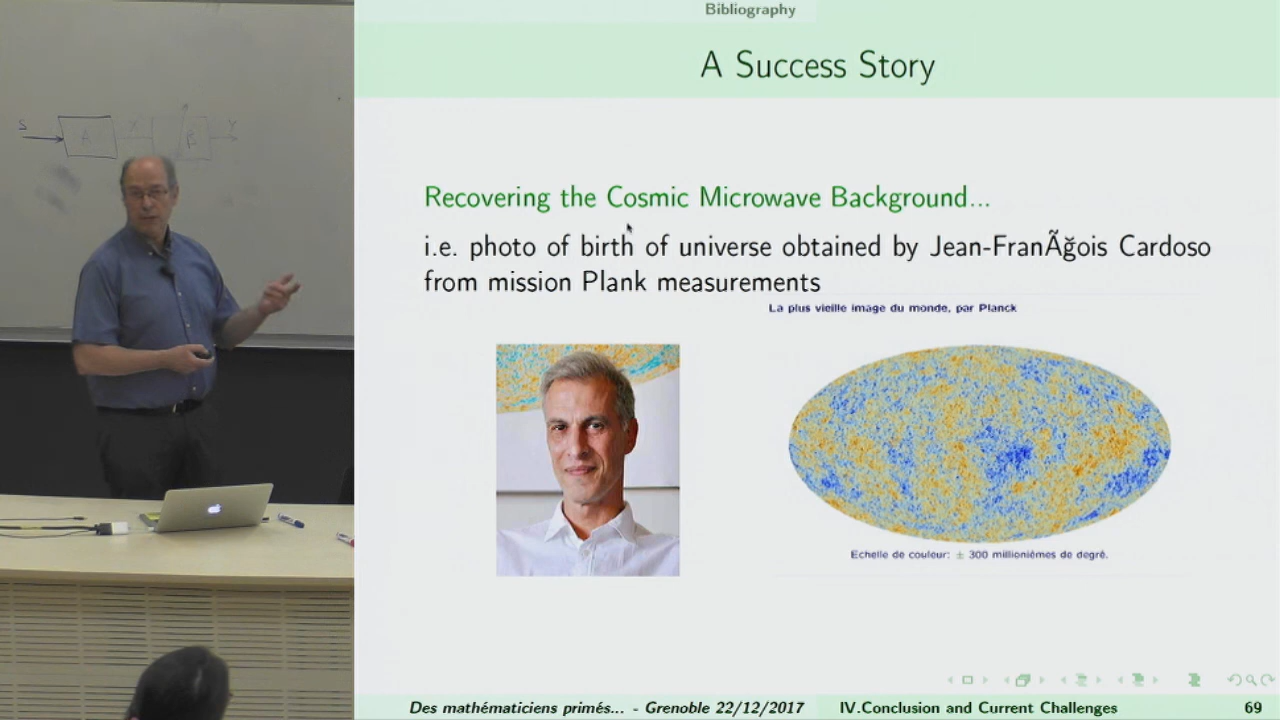 Bibliography
A Success Story
Recovering the Cosmic Microwave Background...
i.e. photo of birth of universe obtained by Jean-FranÃğois Cardoso
from mission Plank measurements
La plus vieille image du monde, par Planck
Echelle de couleur: ± 300 millionièmes de degré.
Des mathématiciens primés... - Grenoble 22/12/2017
IV.Conclusion and Current Challenges
69
S A X B Y